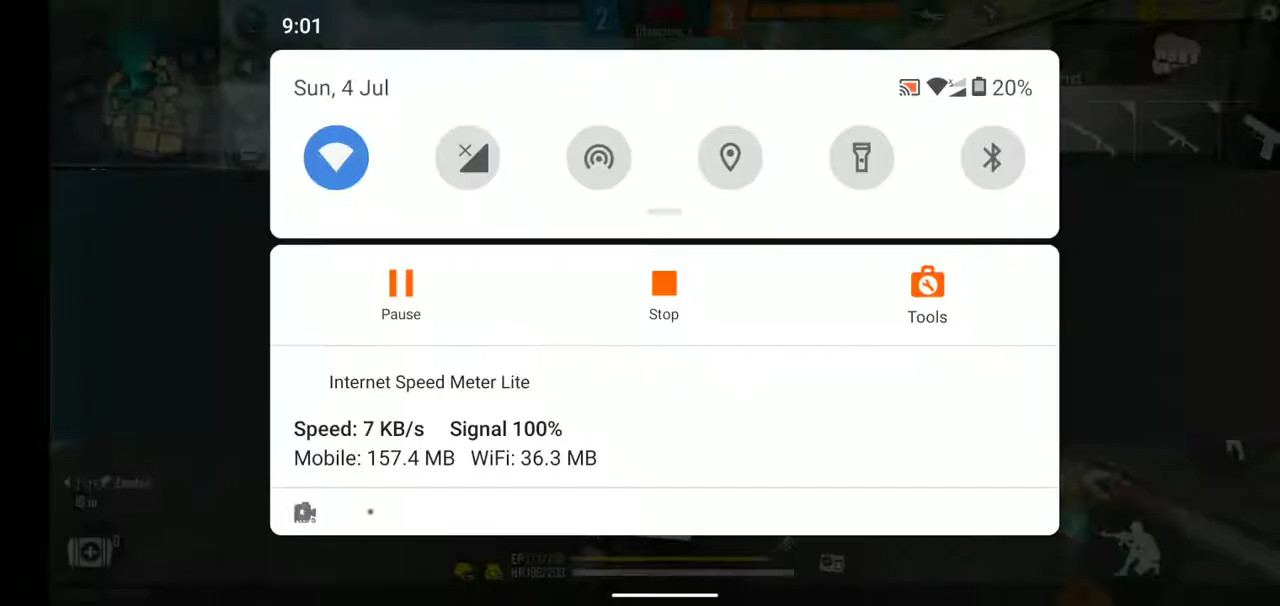 9:01
Sun, 4 Jul
20%
Pause
Stop
Tools
Internet Speed Meter Lite
Speed: 7 KB/s Signal 100%
Mobile: 157.4 MB WiFi: 36.3 MB